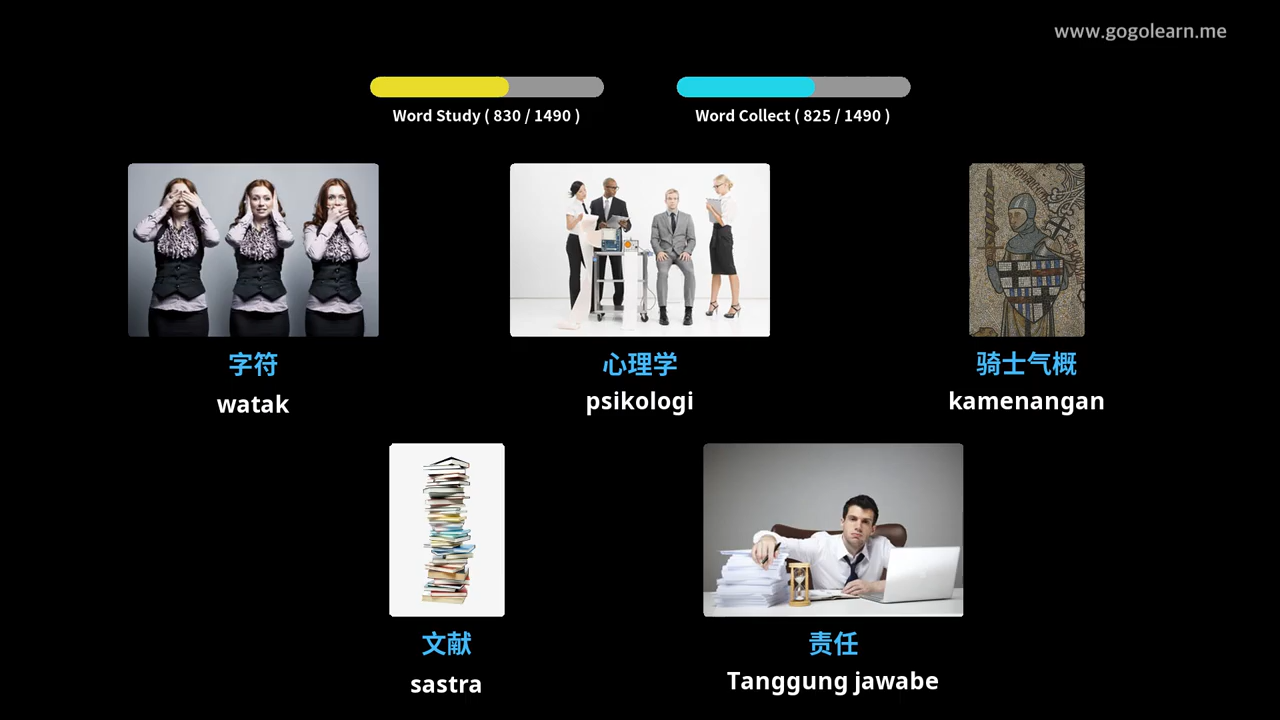 www.gogolearn.me
Word Study ( 830 / 1490 )
Word Collect ( 825 / 1490 )
字符
watak
心理学
psikologi
骑士气概
kamenangan
文献
sastra
责任
Tanggung jawabe